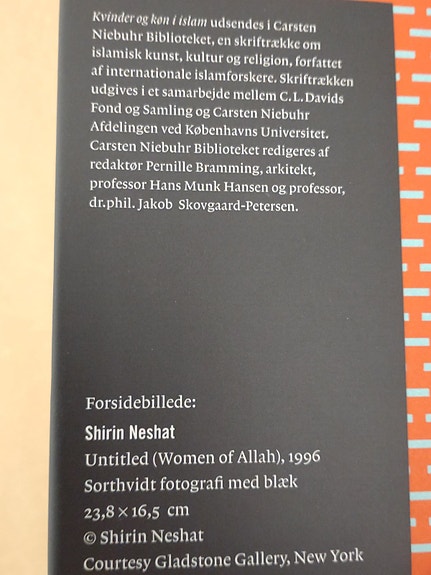 Kvinder og køn i islam udsendes i Carsten
Niebuhr Biblioteket, en skriftrække om
islamisk kunst, kultur og religion, forfattet
af internationale islamforskere. Skriftrækken
udgives i et samarbejde mellem C.L.Davids
Fond og Samling og Carsten Niebuhr
Afdelingen ved Københavns Universitet.
Carsten Niebuhr Biblioteket redigeres af
redaktør Pernille Bramming, arkitekt,
professor Hans Munk Hansen og professor,
dr.phil. Jakob Skovgaard-Petersen.
Forsidebillede:
Shirin Neshat
Untitled (Women of Allah), 1996
Sorthvidt fotografi med blæk
23,8 × 16,5 cm
© Shirin Neshat
Courtesy Gladstone Gallery, New York